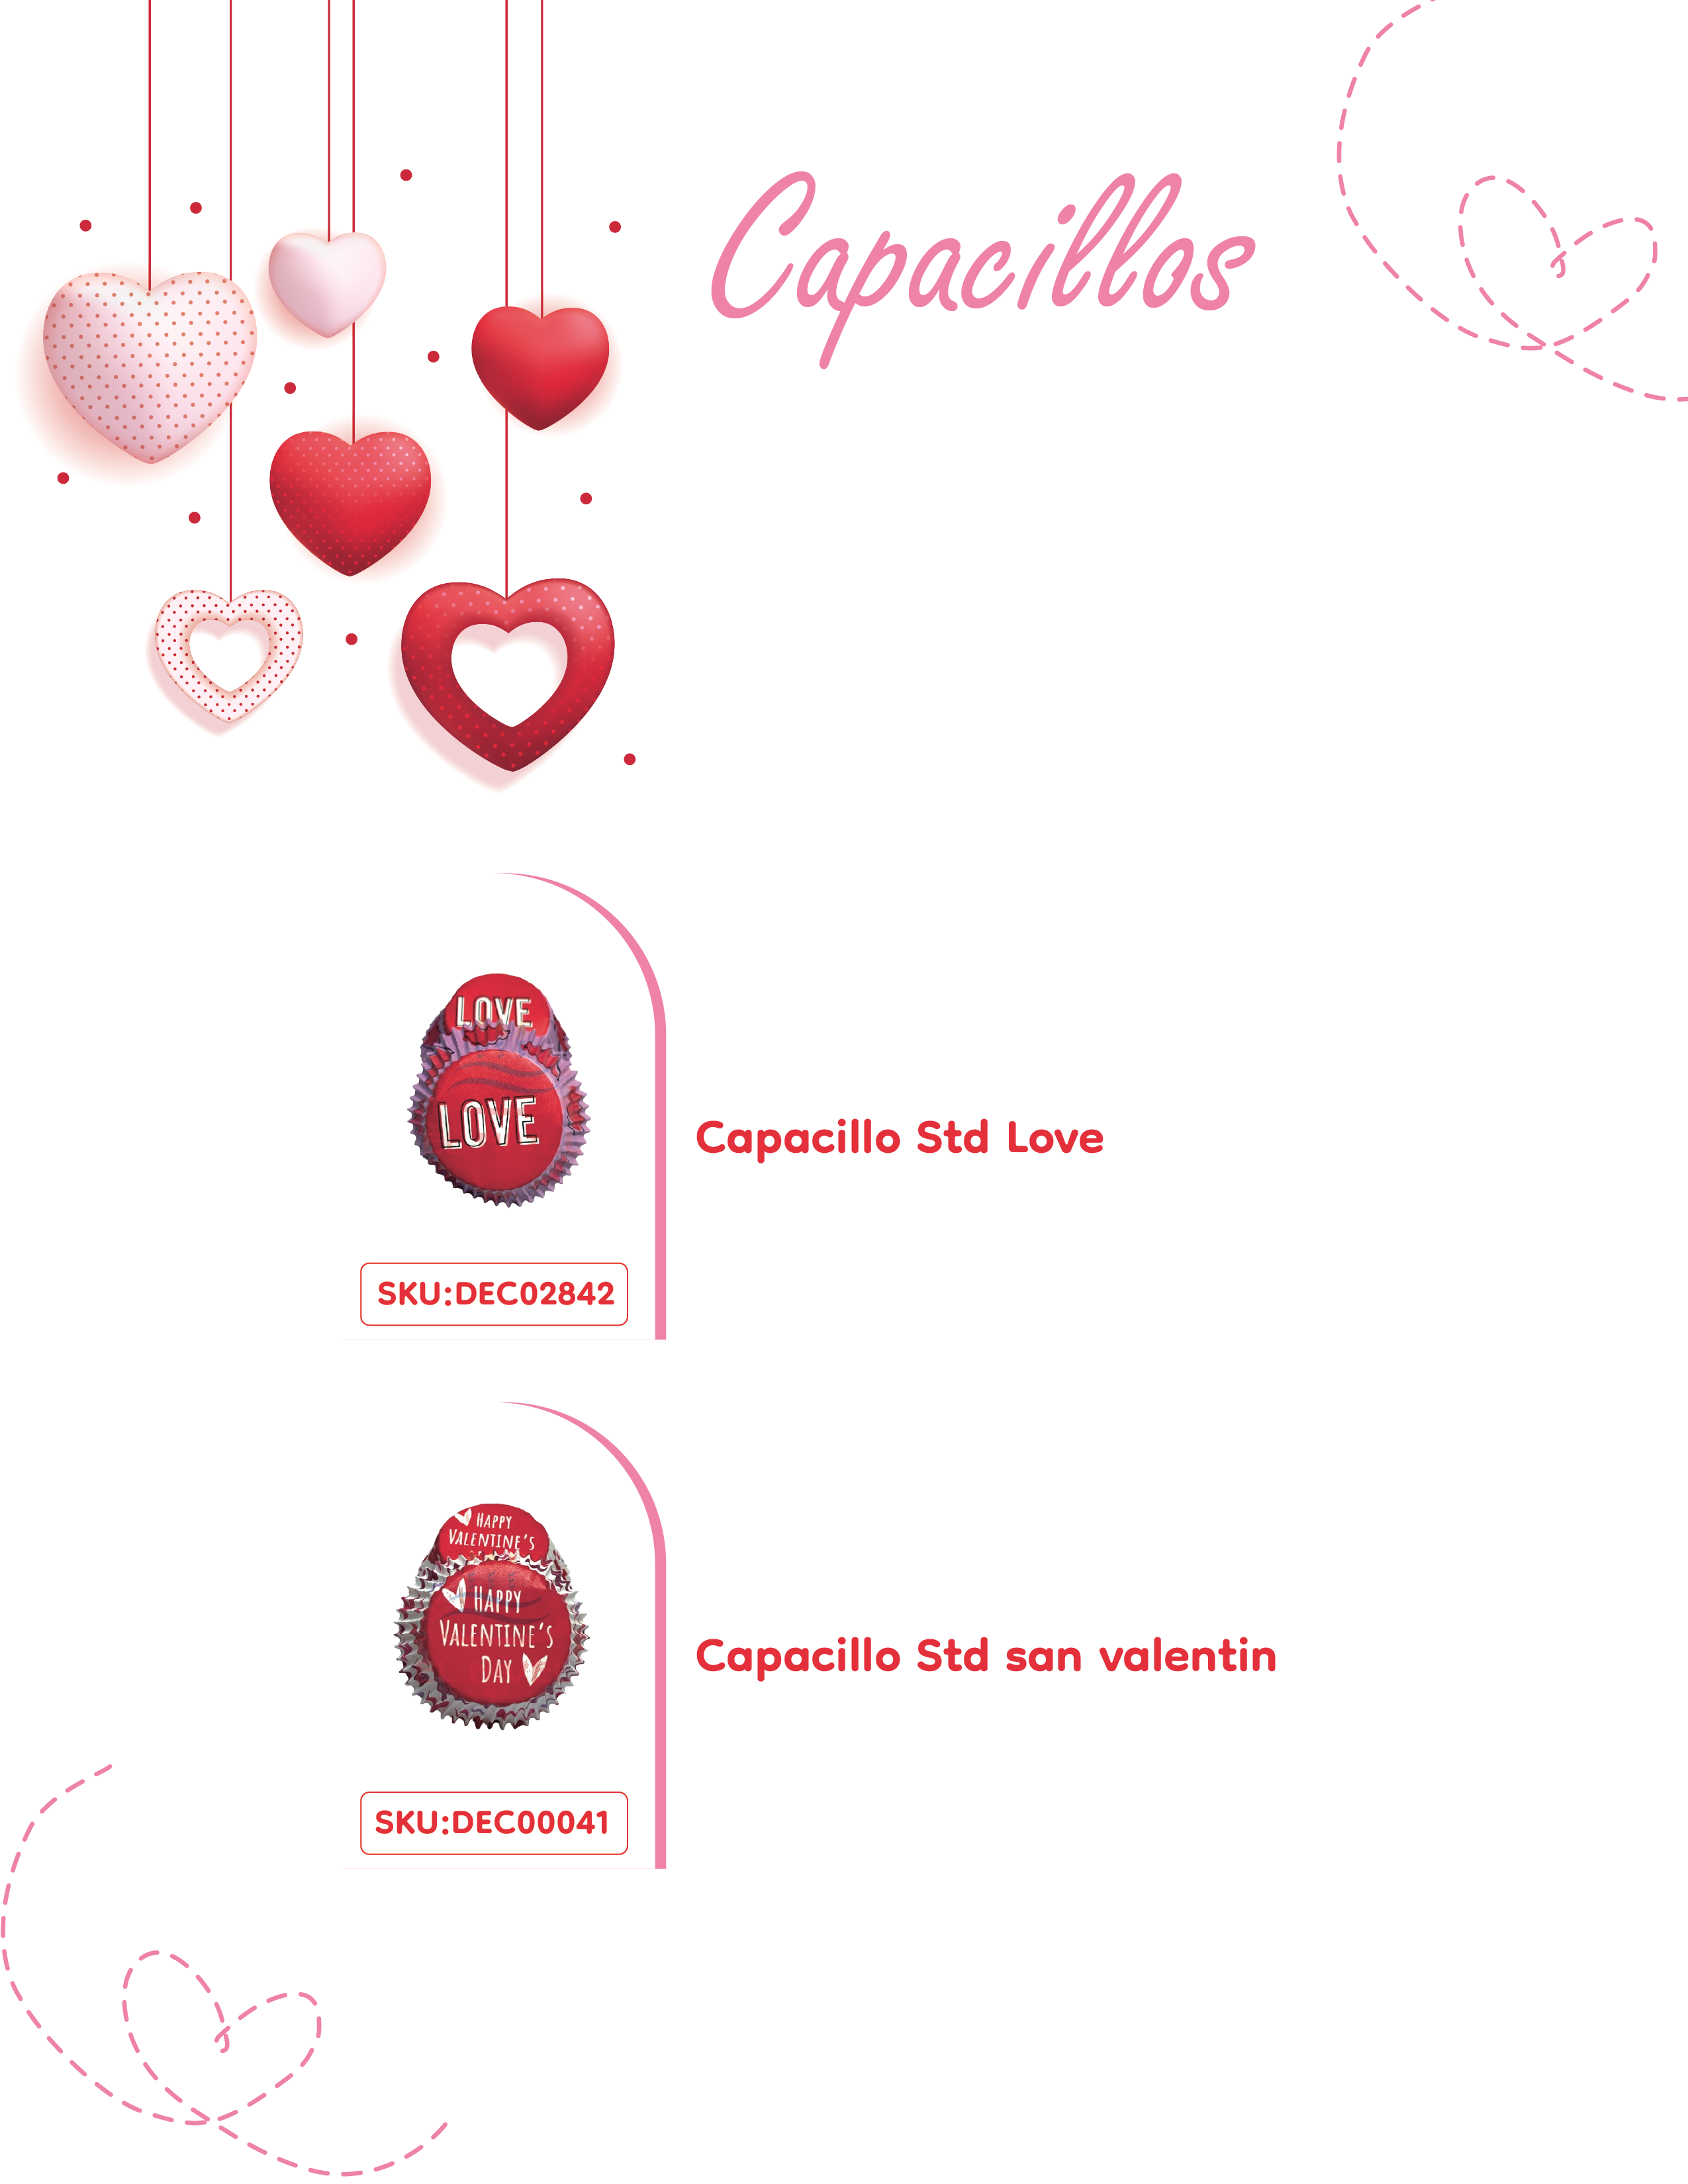 Capacillos
LOVE
LOVE
Capacillo Std Love
SKU:DEC02842
HAPPY
VALENTINE'S
HAPPY
VALENTINE'S
DAY
Capacillo Std san valentin
SKU:DEC00041